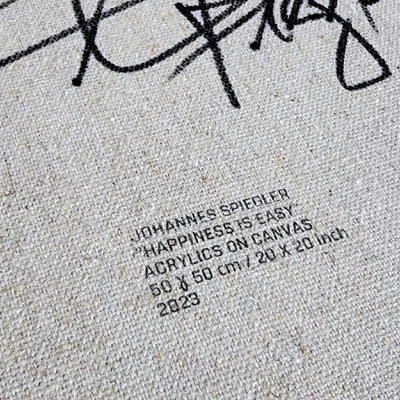 JOHANNES SPIEGLER
"HAPPINESS iS EASY"
ACRYLICS ON CANVAS
50 X 50 cm / 20 X 20 inch
2023